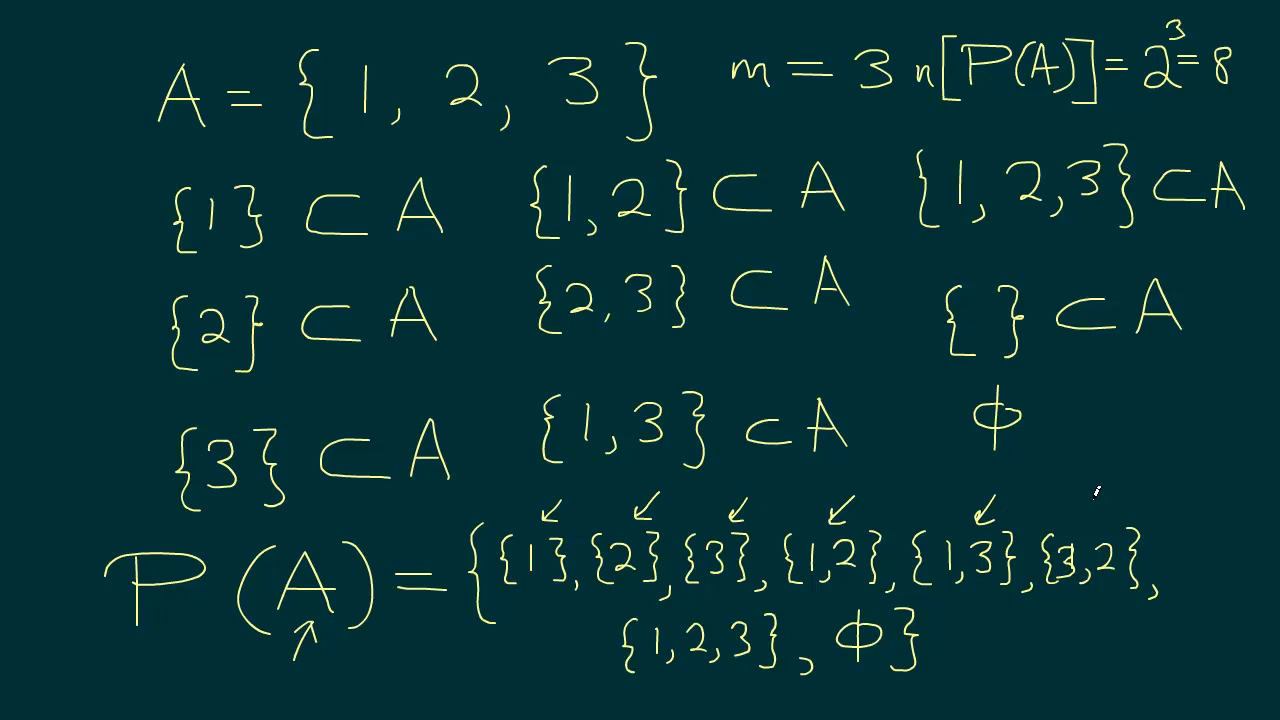 A = { 1, 2, 3 } m = 3 n[P(A)] = 2³ = 8
{1} ⊂ A {1,2} ⊂ A {1, 2, 3} ⊂ A
{2} ⊂ A {2,3} ⊂ A { } ⊂ A
{3} ⊂ A {1,3} ⊂ A ϕ
P(A) = { {1}, {2}, {3}, {1,2}, {1,3}, {3,2},
{1,2,3}, ϕ }